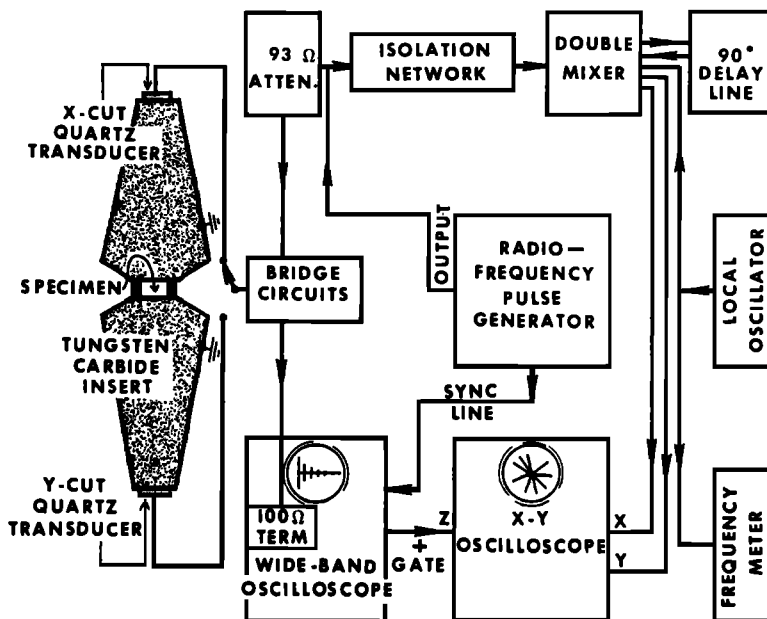 93 Ω
ATTEN.
ISOLATION
NETWORK
DOUBLE
MIXER
90°
DELAY
LINE
X-CUT
QUARTZ
TRANSDUCER
OUTPUT
RADIO—
FREQUENCY
PULSE
GENERATOR
LOCAL
OSCILLATOR
SPECIMEN
BRIDGE
CIRCUITS
TUNGSTEN
CARBIDE
INSERT
SYNC
LINE
Y-CUT
QUARTZ
TRANSDUCER
100Ω
TERM
WIDE-BAND
OSCILLOSCOPE
+
GATE
Z
X-Y
OSCILLOSCOPE
X
Y
FREQUENCY
METER